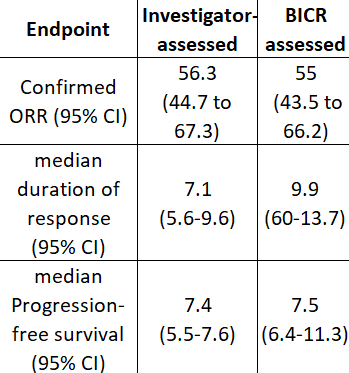 Endpoint
Investigator-
assessed
BICR
assessed
Confirmed
ORR (95% CI)
56.3
(44.7 to
67.3)
55
(43.5 to
66.2)
median
duration of
response
(95% CI)
7.1
(5.6-9.6)
9.9
(60-13.7)
median
Progression-
free survival
(95% CI)
7.4
(5.5-7.6)
7.5
(6.4-11.3)